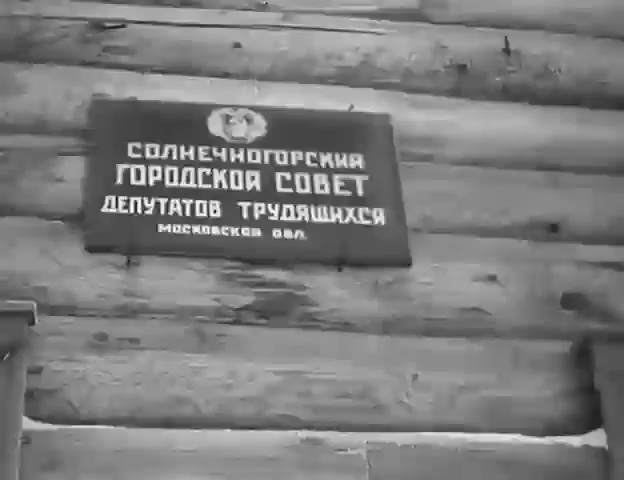 СОЛНЕЧНОГОРСКИЙ
ГОРОДСКОЙ СОВЕТ
ДЕПУТАТОВ ТРУДЯЩИХСЯ
МОСКОВСКОЙ ОБЛ.